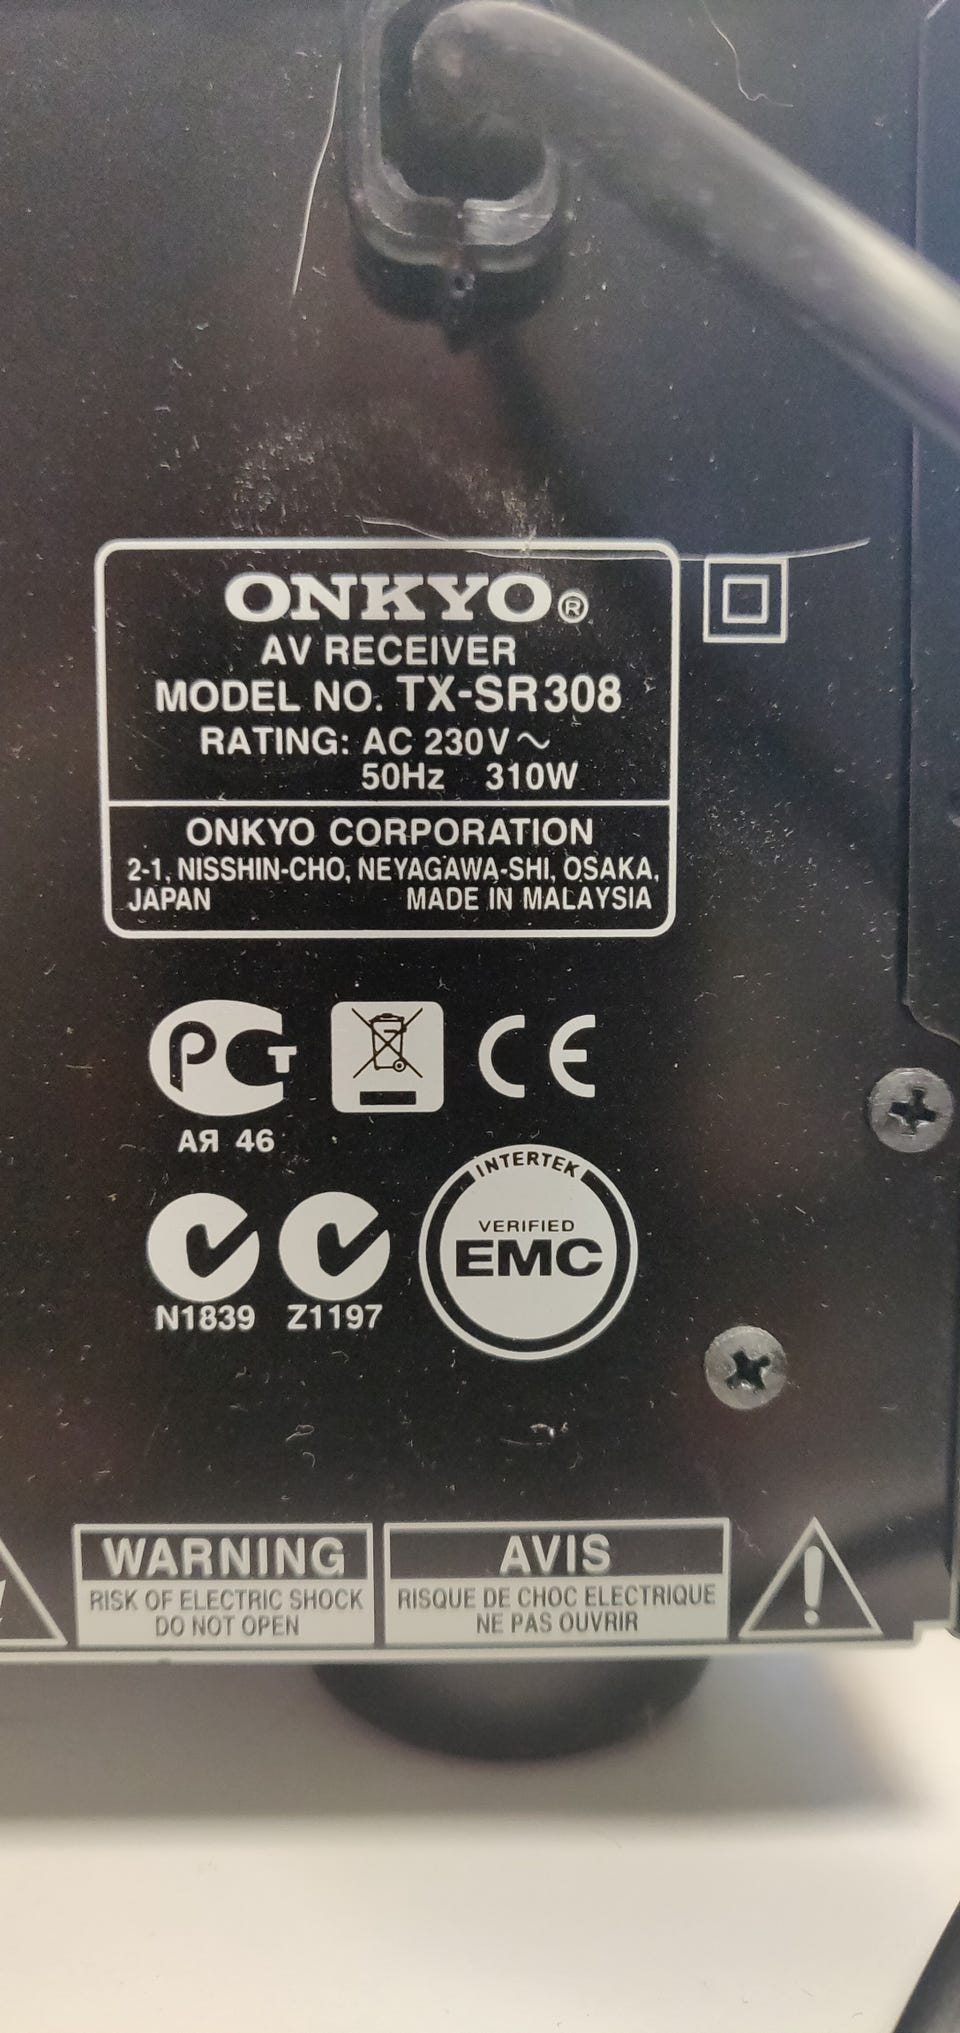 ONKYO®
AV RECEIVER
MODEL NO. TX-SR308
RATING: AC 230V～
50Hz 310W
ONKYO CORPORATION
2-1, NISSHIN-CHO, NEYAGAWA-SHI, OSAKA,
JAPAN MADE IN MALAYSIA
РСТ
CE
АЯ 46
INTERTEK
VERIFIED
EMC
N1839 Z1197
WARNING
RISK OF ELECTRIC SHOCK
DO NOT OPEN
AVIS
RISQUE DE CHOC ELECTRIQUE
NE PAS OUVRIR
!